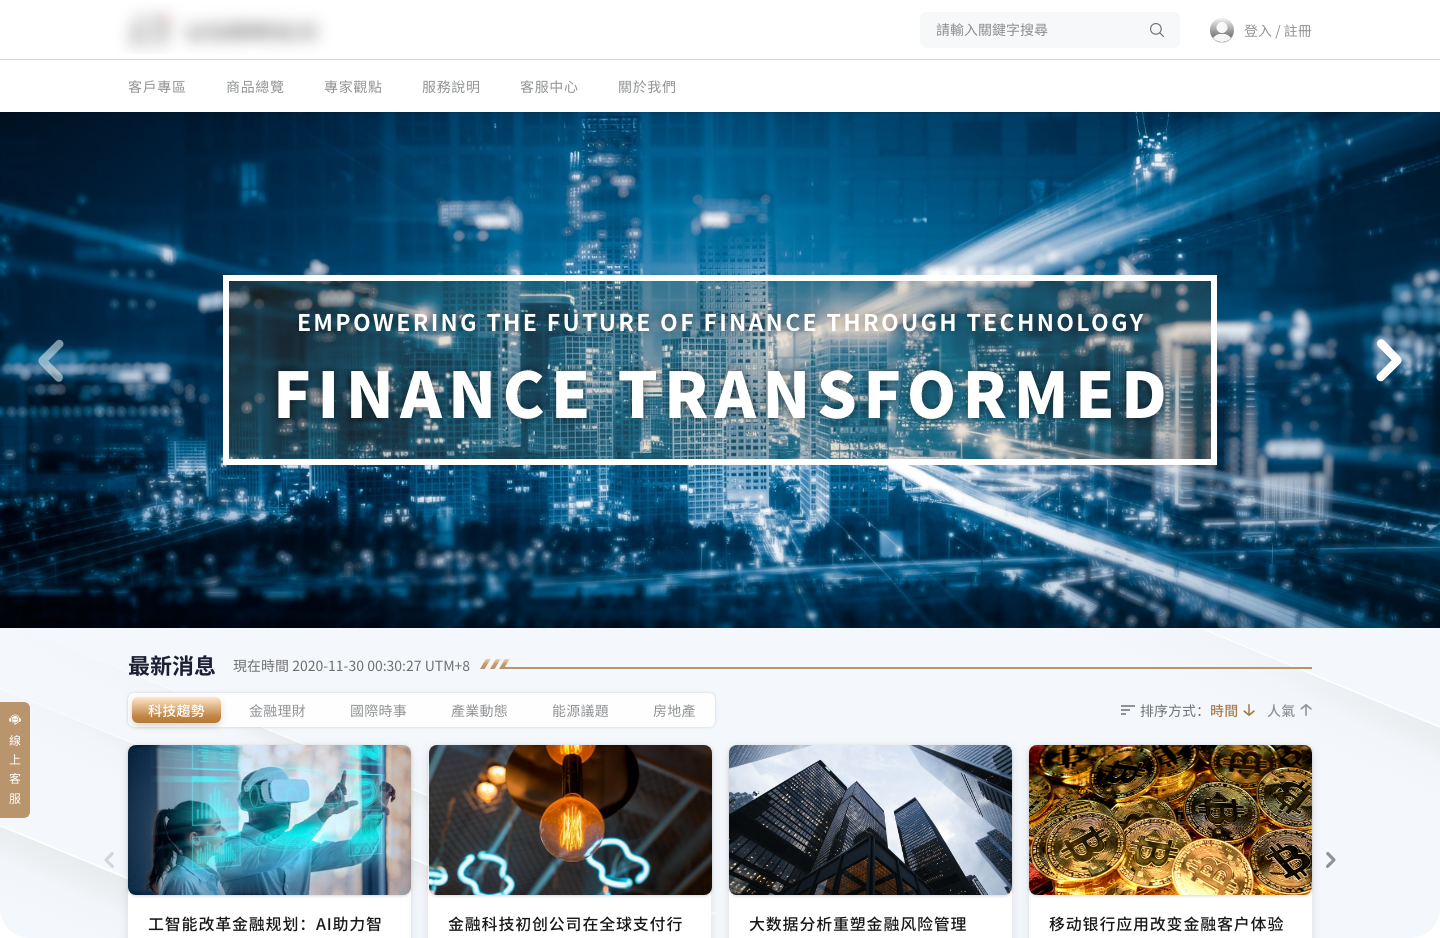 請輸入關鍵字搜尋
登入 / 註冊
客戶專區
商品總覽
專家觀點
服務說明
客服中心
關於我們
EMPOWERING THE FUTURE OF FINANCE THROUGH TECHNOLOGY
FINANCE TRANSFORMED
最新消息
現在時間 2020-11-30 00:30:27 UTM+8
科技趨勢
金融理財
國際時事
產業動態
能源議題
房地產
排序方式：時間
人氣
線上客服
工智能改革金融规划：AI助力智
金融科技初创公司在全球支付行
大数据分析重塑金融风险管理
移动银行应用改变金融客户体验